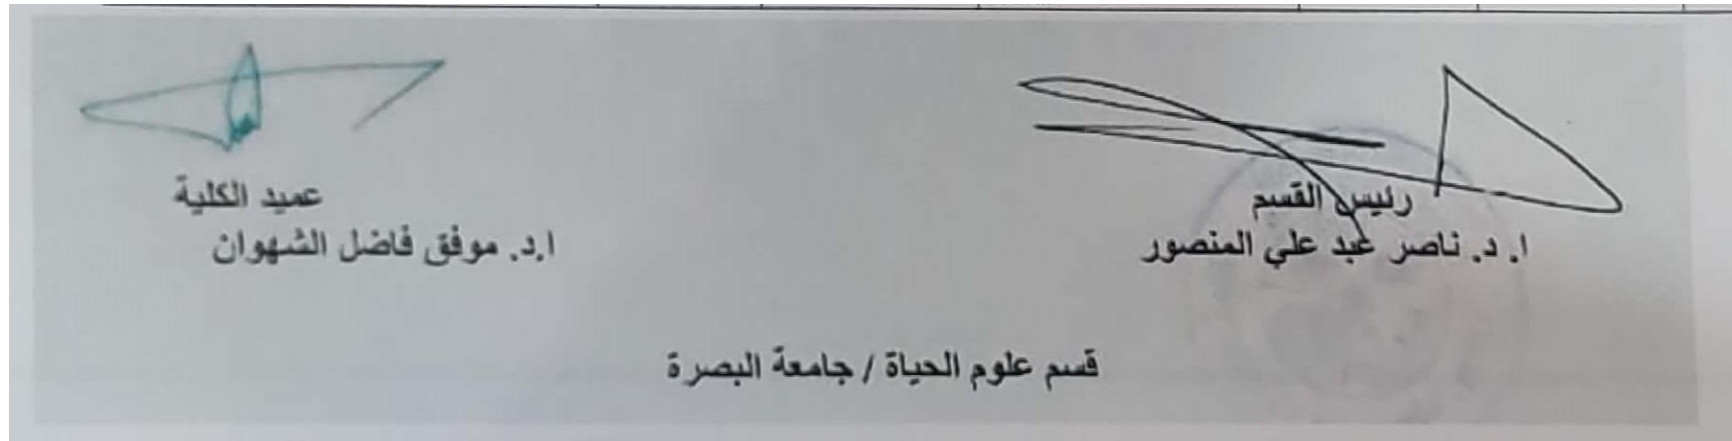 رئيس القسم
ا. د. ناصر عبد علي المنصور
عميد الكلية
ا.د. موفق فاضل الشهوان
قسم علوم الحياة / جامعة البصرة